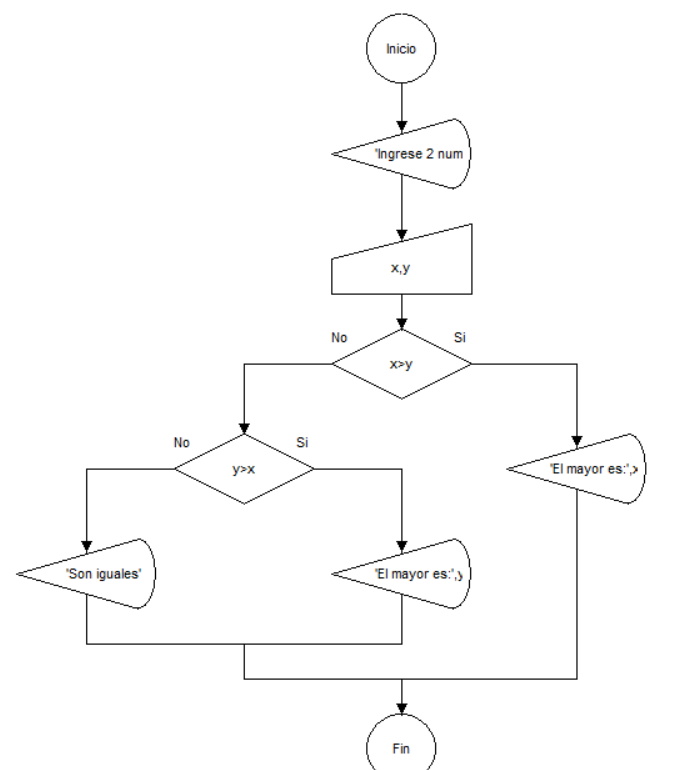 Inicio
'Ingrese 2 num
x,y
No
Si
x>y
No
Si
y>x
'El mayor es:',x
'Son iguales'
'El mayor es:',y
Fin